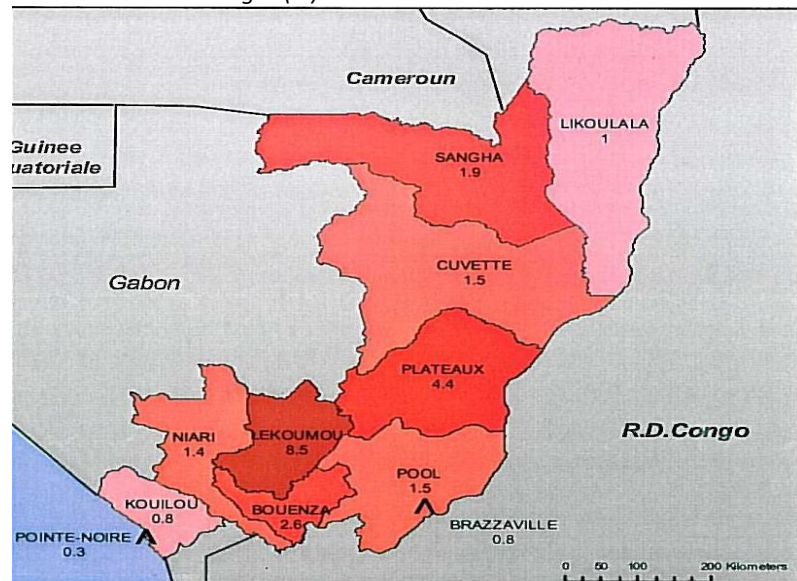 Cameroun
LIKOULALA
1
Guinee
uatoriale
SANGHA
1.9
CUVETTE
1.5
Gabon
PLATEAUX
4.4
R.D.Congo
NIARI
1.4
LEKOUMOU
8.5
POOL
1.5
KOUILOU
0.8
BOUENZA
2.6
BRAZZAVILLE
0.8
POINTE-NOIRE
0.3
0 50 100 200 Kilometers